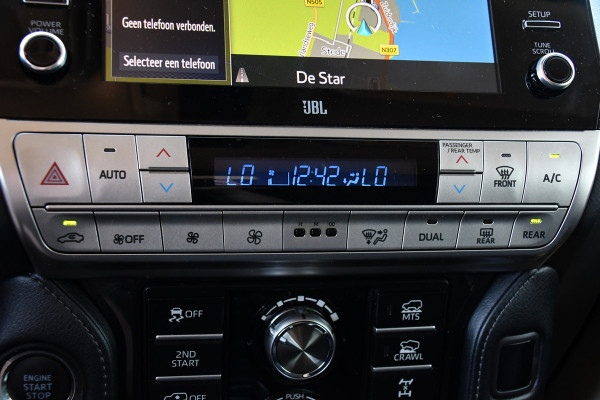 POWER
VOLUME
Geen telefoon verbonden.
Selecteer een telefoon
N505
Stede
N307
De Star
SETUP
TUNE
SCROLL
JBL
AUTO
LO 12:42 LO
PASSENGER
/REAR TEMP
FRONT
A/C
OFF
DUAL
REAR
REAR
OFF
2ND
START
OFF
MTS
CRAWL
ENGINE
START
STOP
PUSH